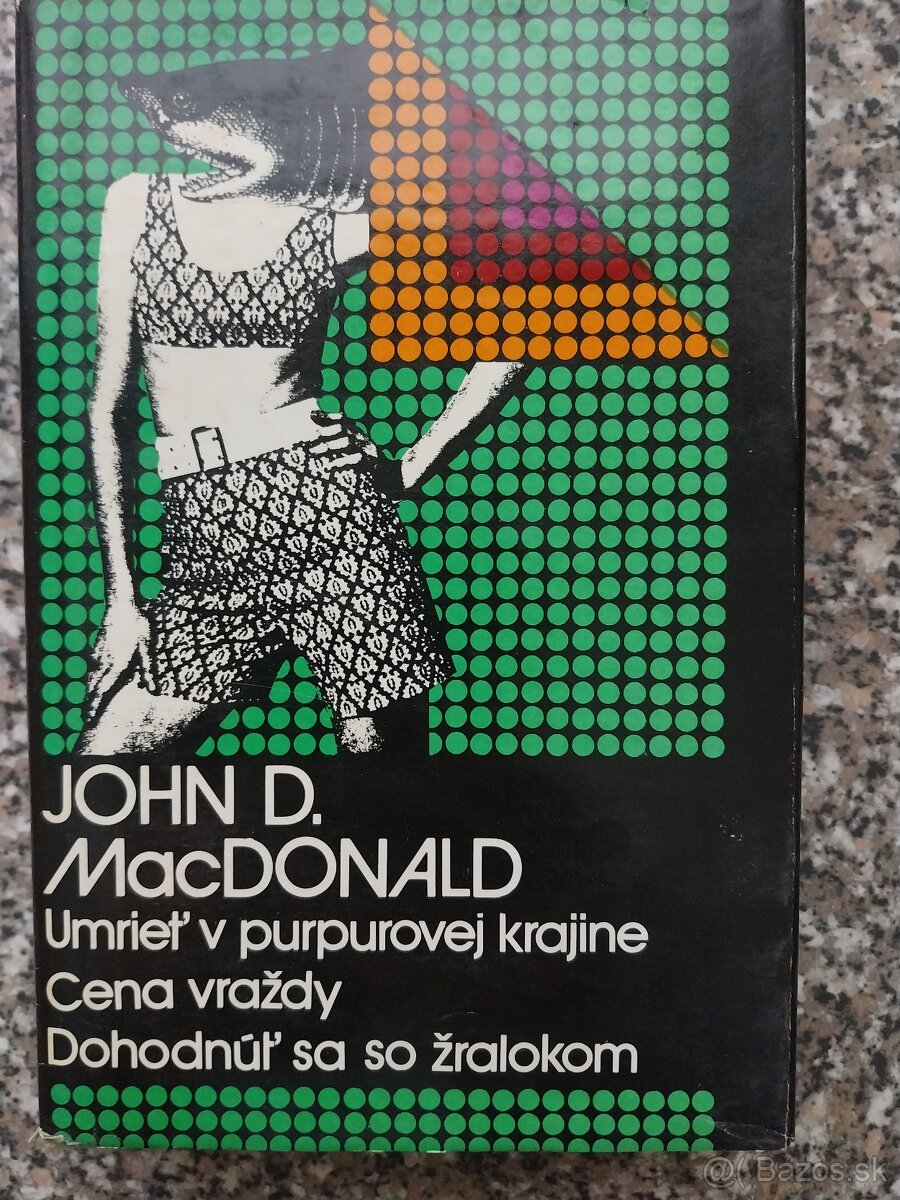 JOHN D.
MacDONALD
Umrieť v purpurovej krajine
Cena vraždy
Dohodnúť sa so žralokom
@( Bazos.sk